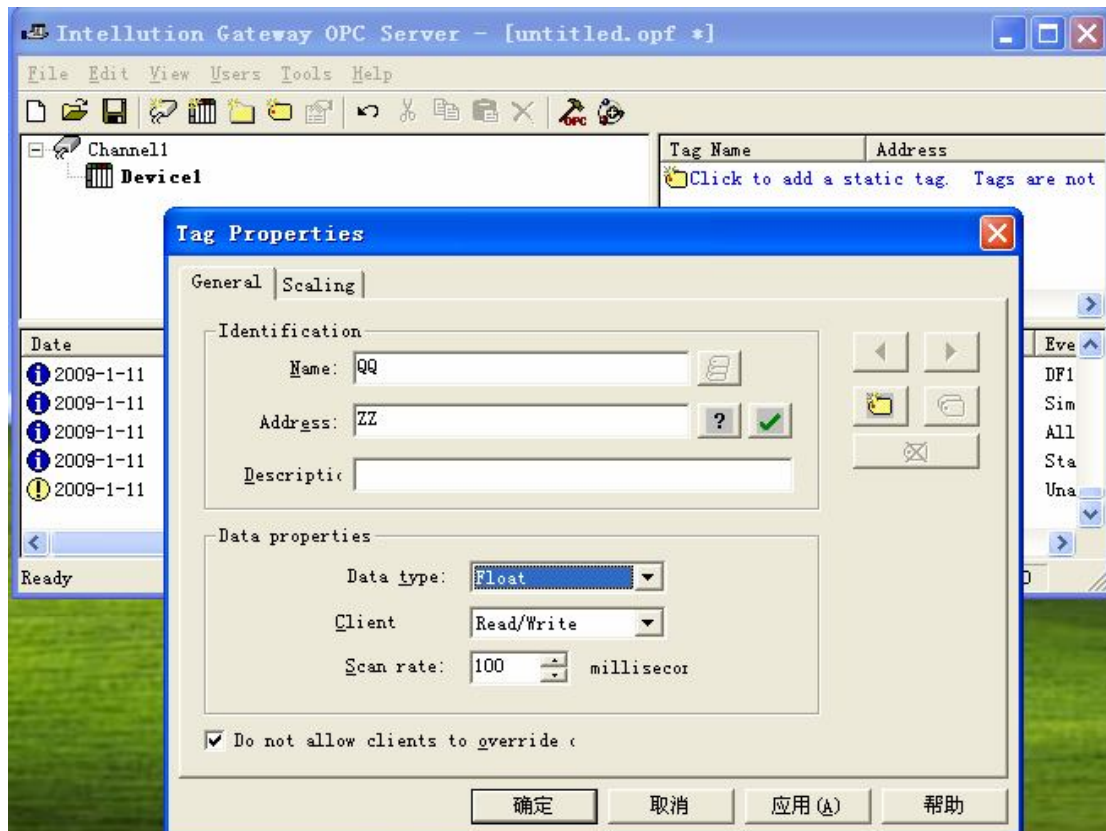 Intellution Gateway OPC Server - [untitled.opf *]
File Edit View Users Tools Help
OPC
Channel1
Device1
Tag Name Address
Click to add a static tag. Tags are not
Tag Properties
General Scaling
Identification
Name: QQ
Address: ZZ ?
Descriptic
Date Eve
2009-1-11 DF1
2009-1-11 Sim
2009-1-11 All
2009-1-11 Sta
2009-1-11 Una
Data properties
Data type: Float
Client Read/Write
Scan rate: 100 millisecor
Ready
Do not allow clients to override c
确定 取消 应用(A) 帮助